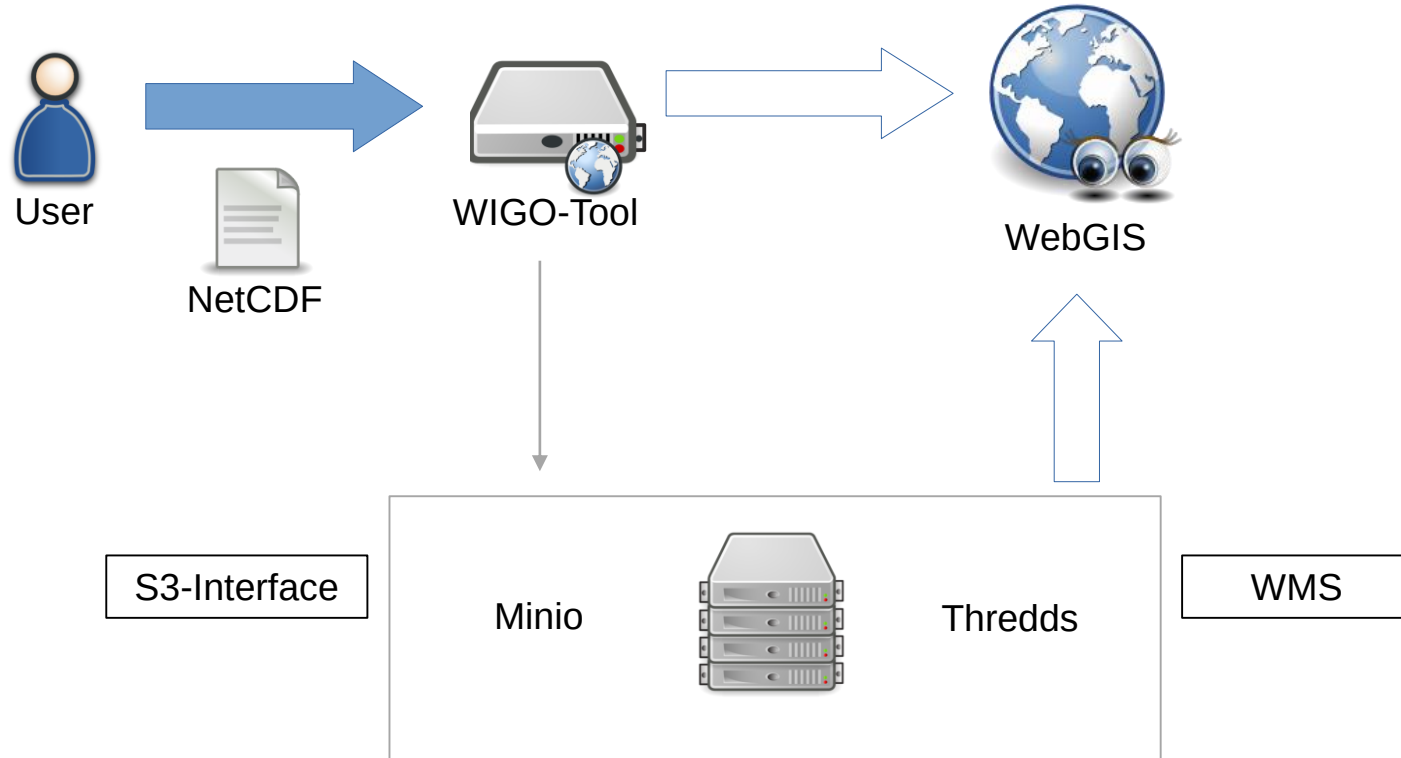 User
NetCDF
WIGO-Tool
WebGIS
S3-Interface
Minio
Thredds
WMS